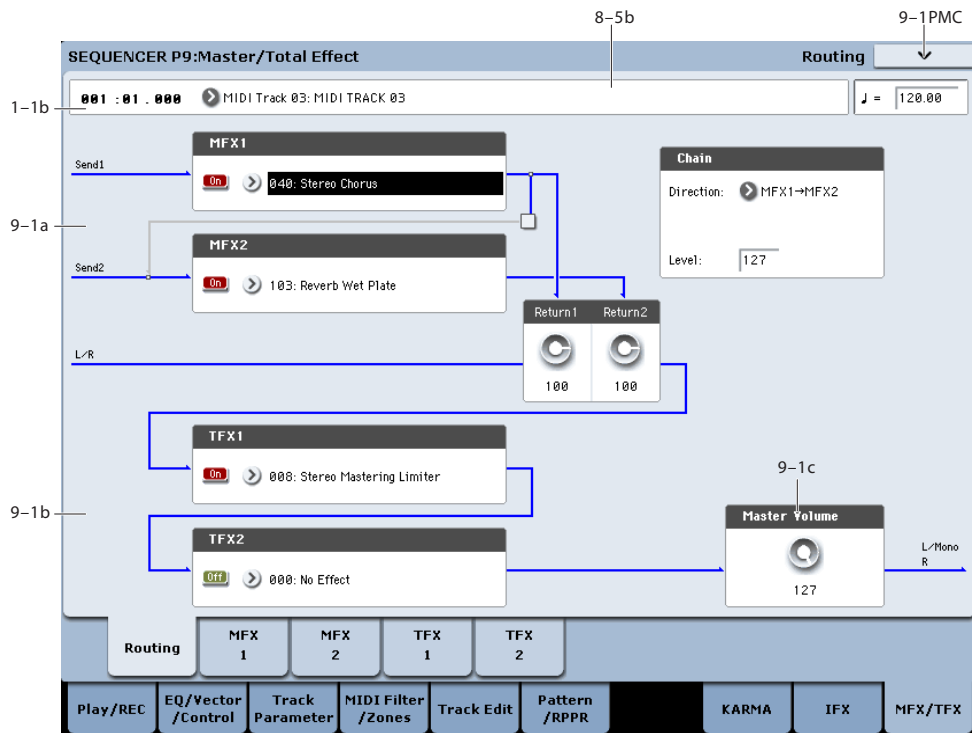 8–5b
9–1PMC
SEQUENCER P9:Master/Total Effect
Routing
1–1b
001 :01 . 000
MIDI Track 03: MIDI TRACK 03
♩ = 120.00
MFX1
Send1
On
040: Stereo Chorus
Chain
Direction: MFX1→MFX2
Level: 127
9–1a
MFX2
Send2
On
103: Reverb Wet Plate
Return1 Return2
100 100
L/R
TFX1
On
008: Stereo Mastering Limiter
9–1c
9–1b
Master Volume
127
L/Mono
R
TFX2
Off
000: No Effect
Routing
MFX
1
MFX
2
TFX
1
TFX
2
Play/REC
EQ/Vector
/Control
Track
Parameter
MIDI Filter
/Zones
Track Edit
Pattern
/RPPR
KARMA
IFX
MFX/TFX